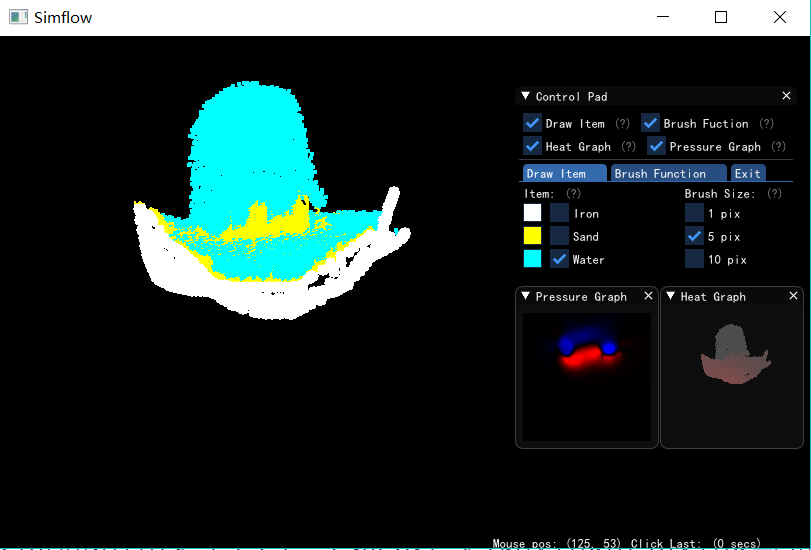 Simflow
Control Pad
Draw Item (?) Brush Fuction (?)
Heat Graph (?) Pressure Graph (?)
Draw Item Brush Function Exit
Item: (?) Brush Size: (?)
Iron 1 pix
Sand 5 pix
Water 10 pix
Pressure Graph Heat Graph
Mouse pos: (125, 53) Click Last: (0 secs)